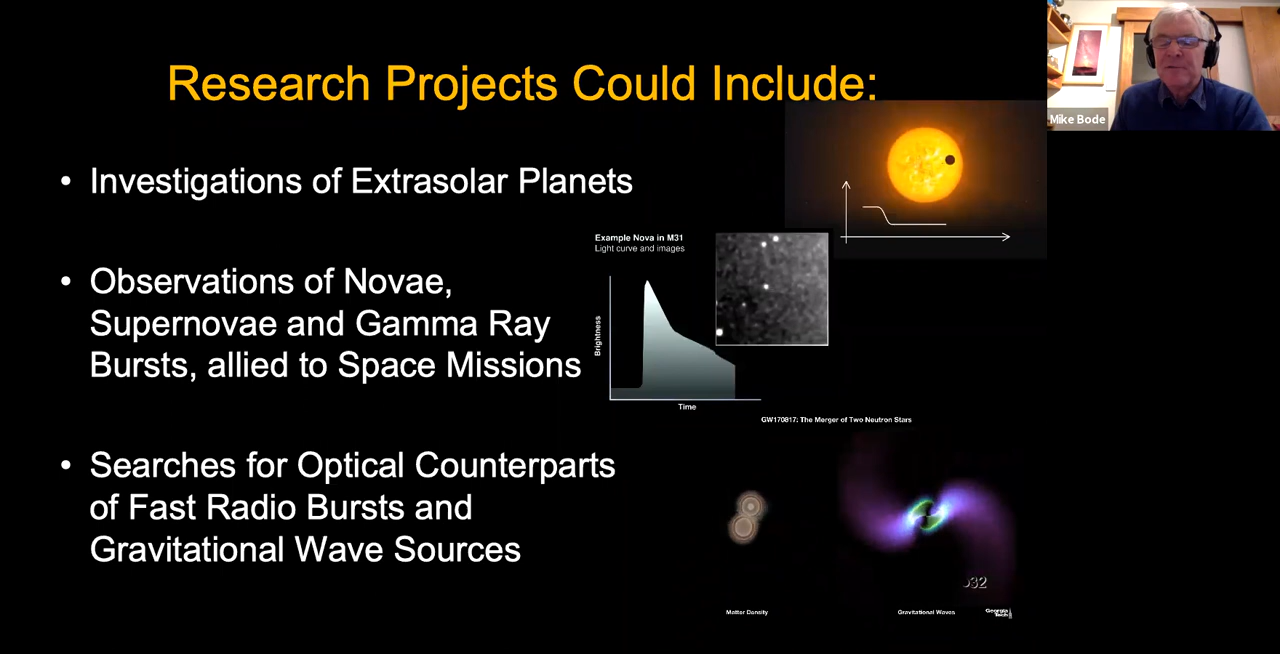 Research Projects Could Include:
Mike Bode
• Investigations of Extrasolar Planets
Example Nova in M31
Light curve and images
• Observations of Novae,
Supernovae and Gamma Ray
Bursts, allied to Space Missions
Brightness
Time
GW170817: The Merger of Two Neutron Stars
• Searches for Optical Counterparts
of Fast Radio Bursts and
Gravitational Wave Sources
Matter Density
Gravitational Waves
Georgia
Tech